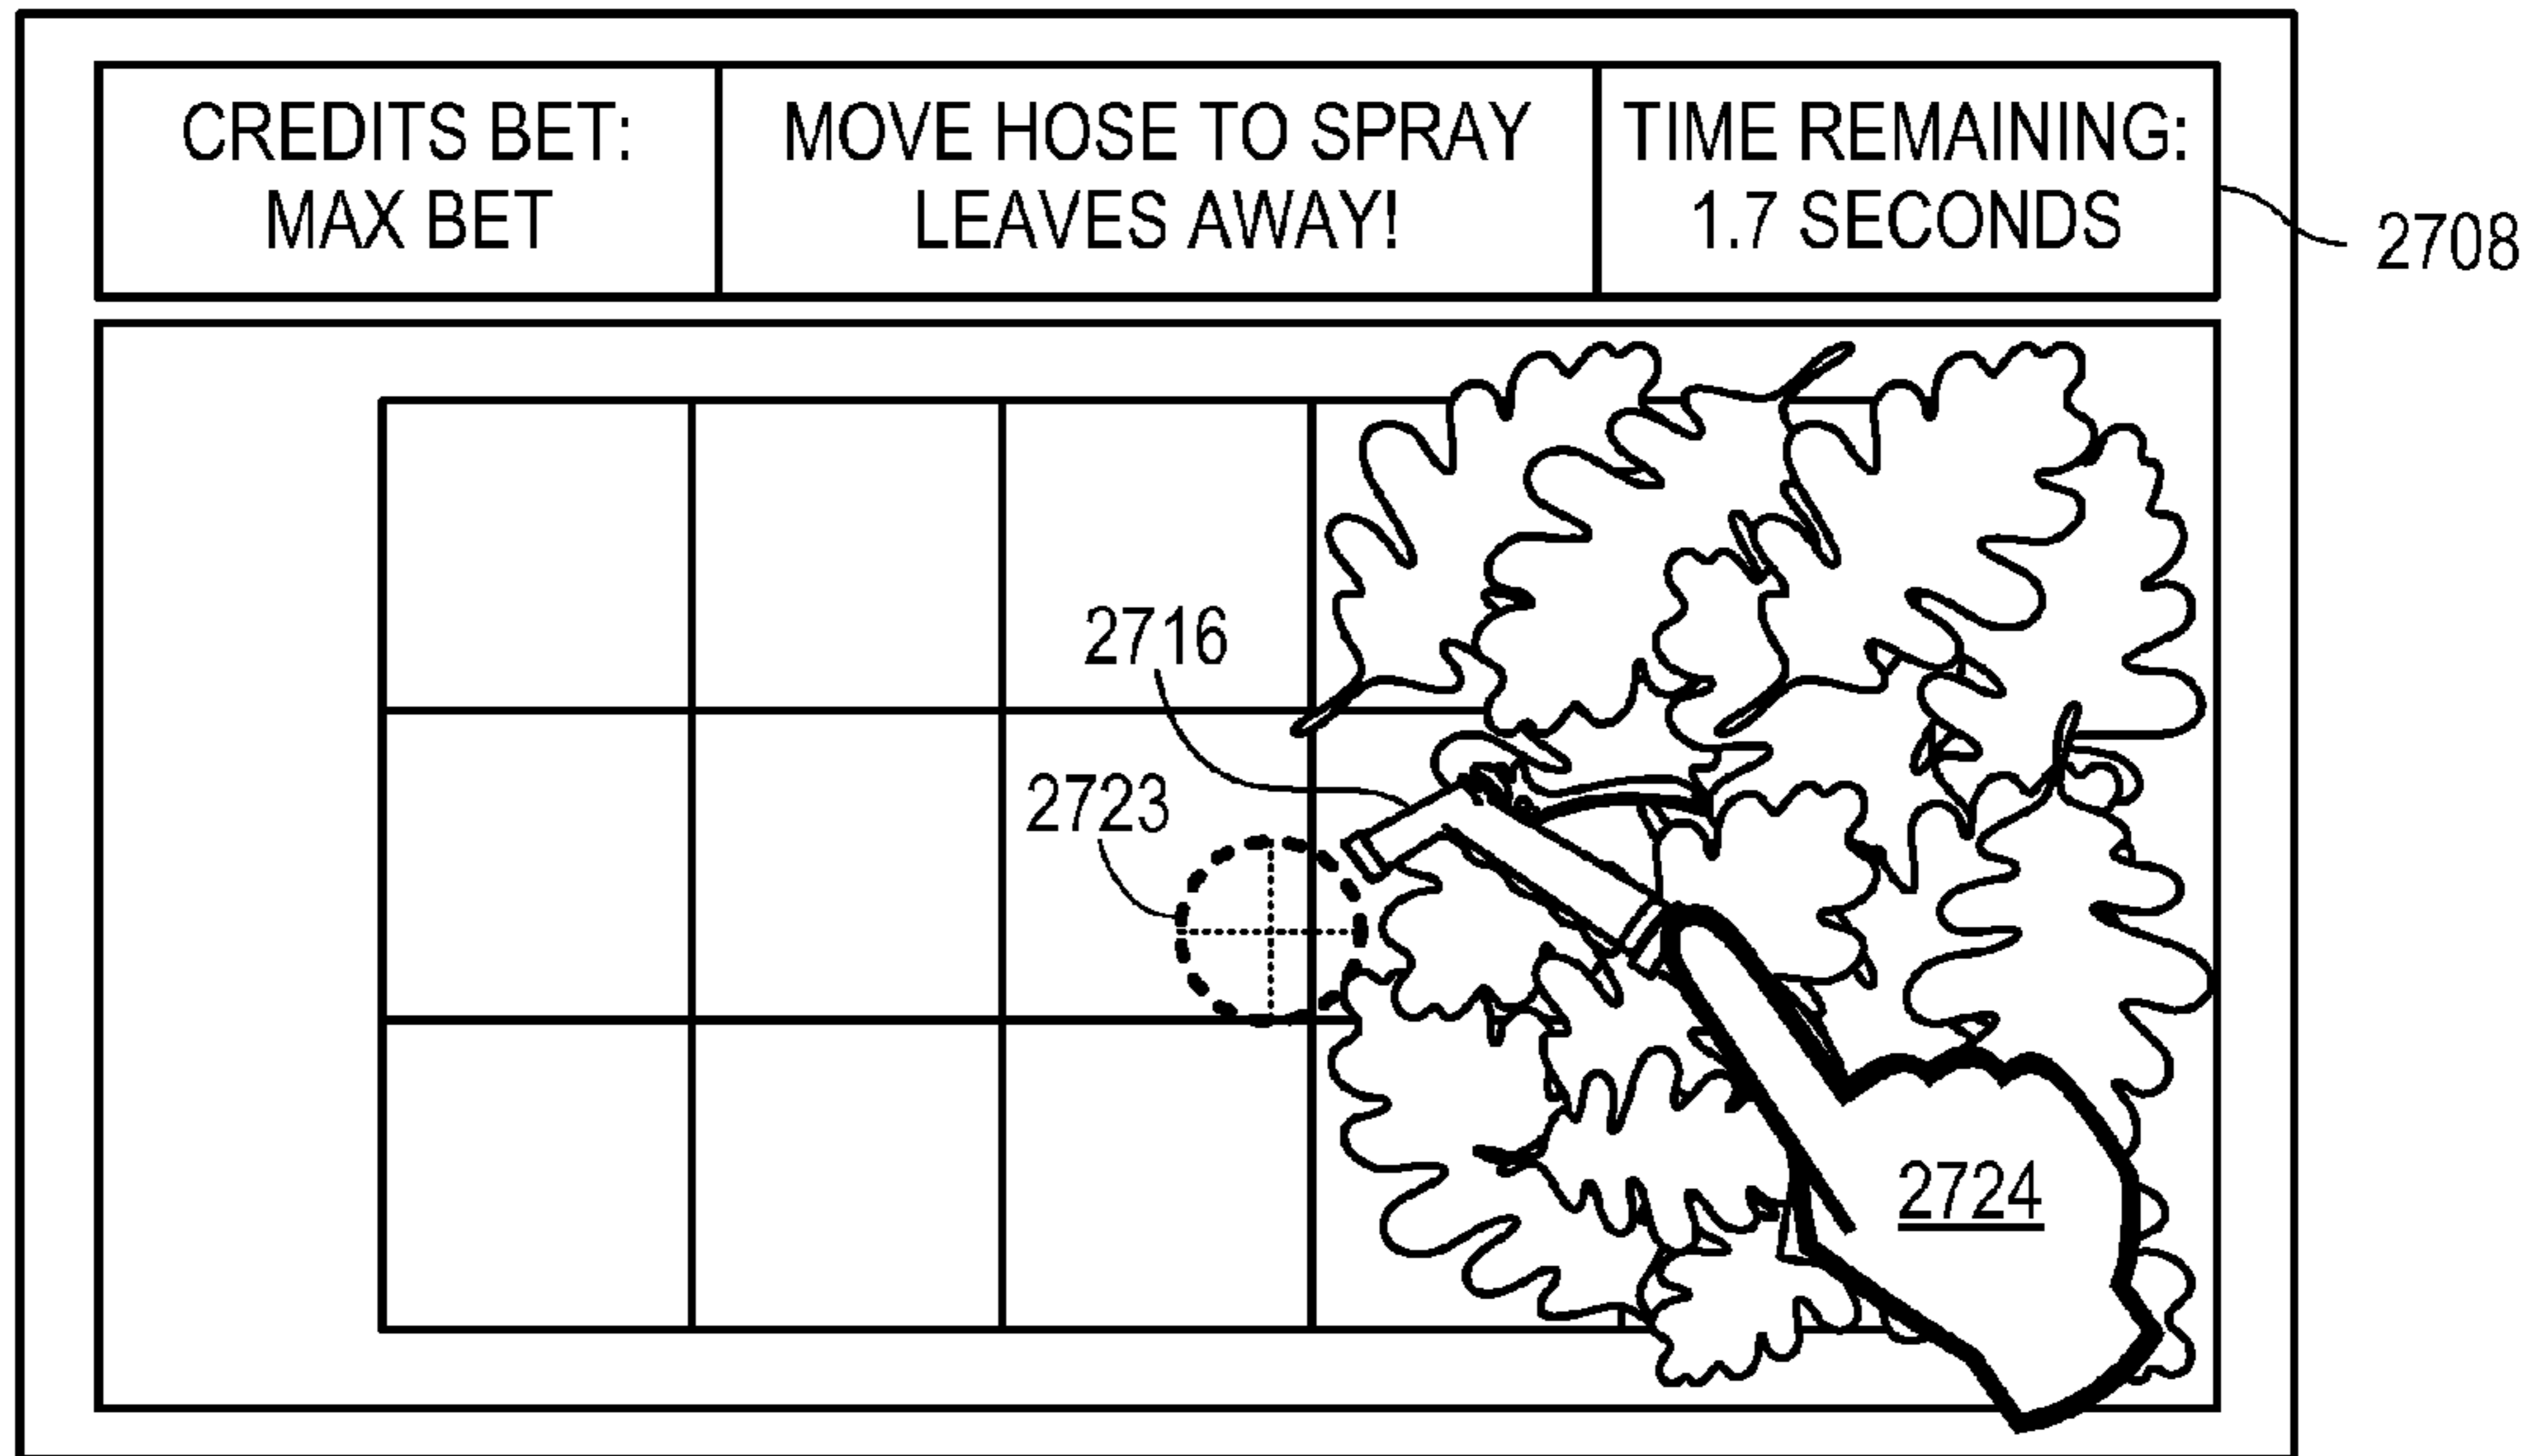 CREDITS BET:
MAX BET
MOVE HOSE TO SPRAY
LEAVES AWAY!
TIME REMAINING:
1.7 SECONDS
2708
2716
2723
2724